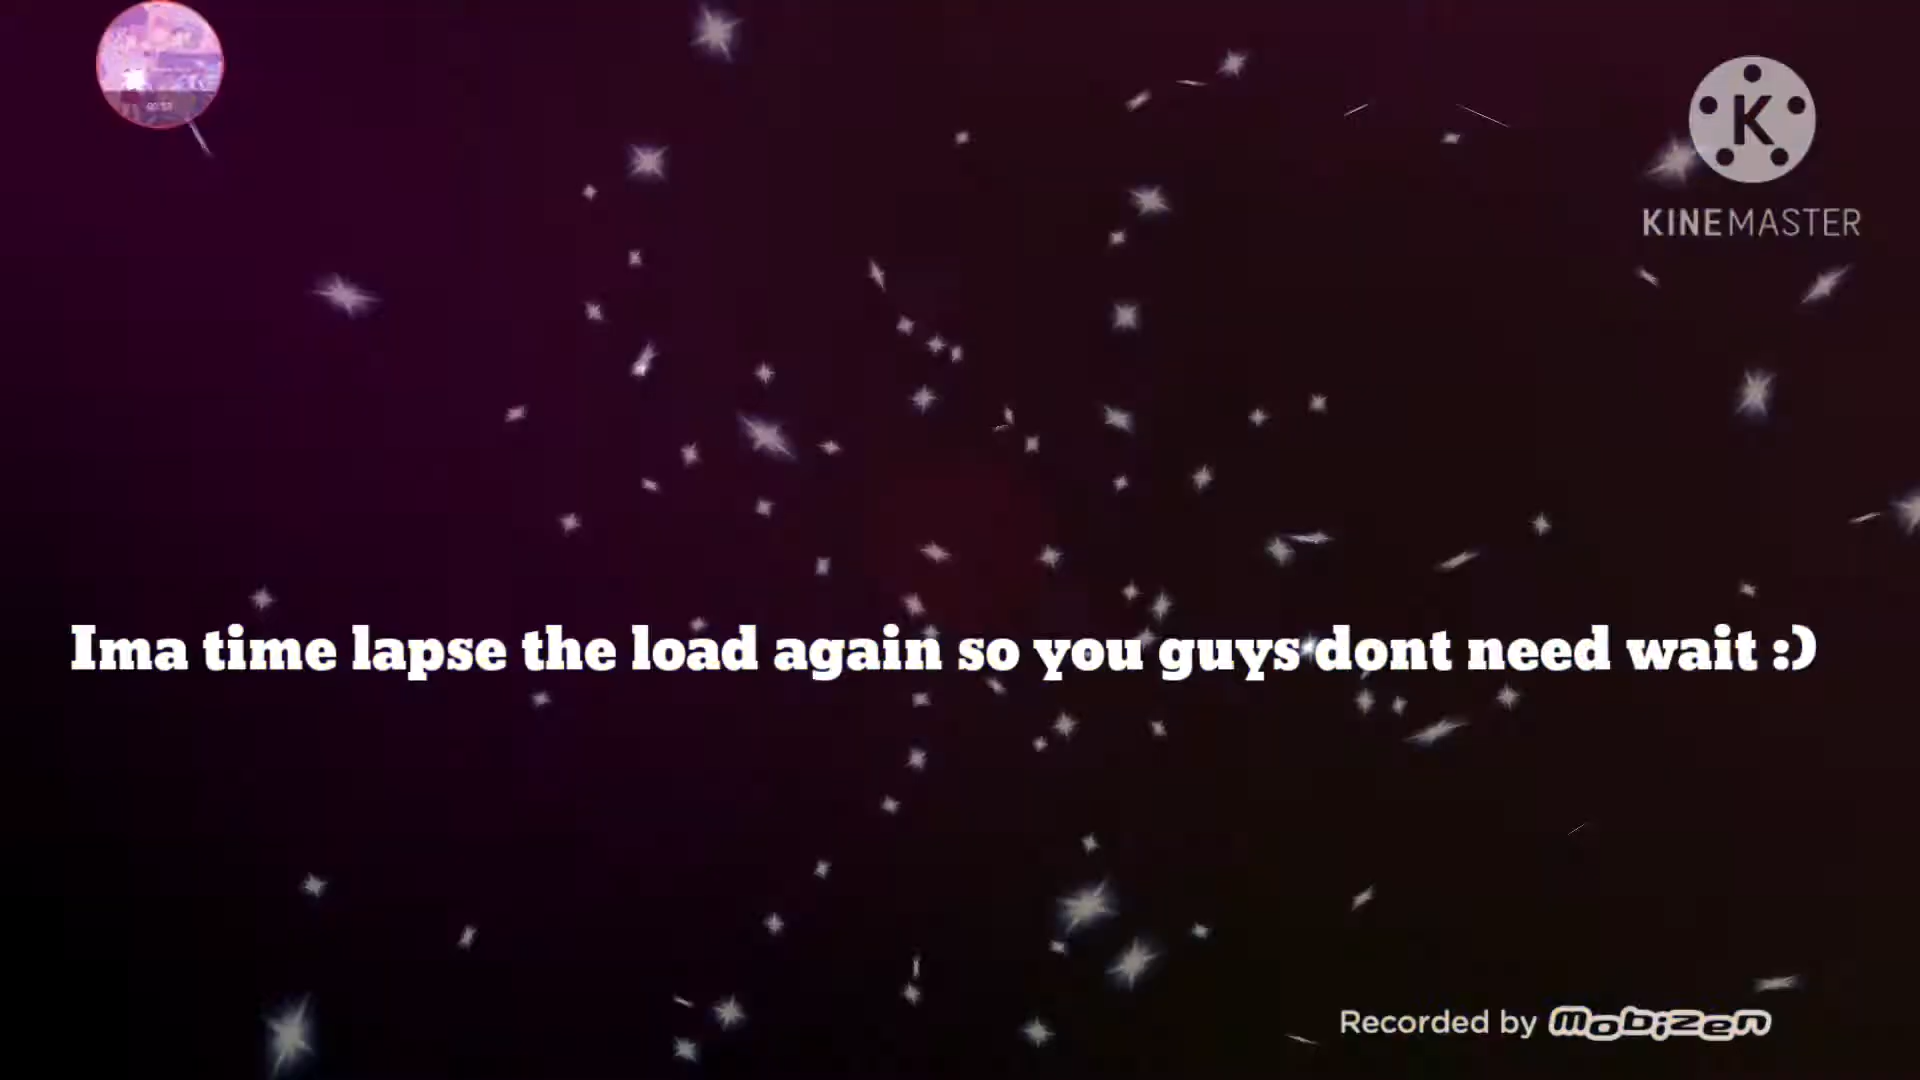 KINEMASTER
Ima time lapse the load again so you guys dont need wait :)
Recorded by mobizen